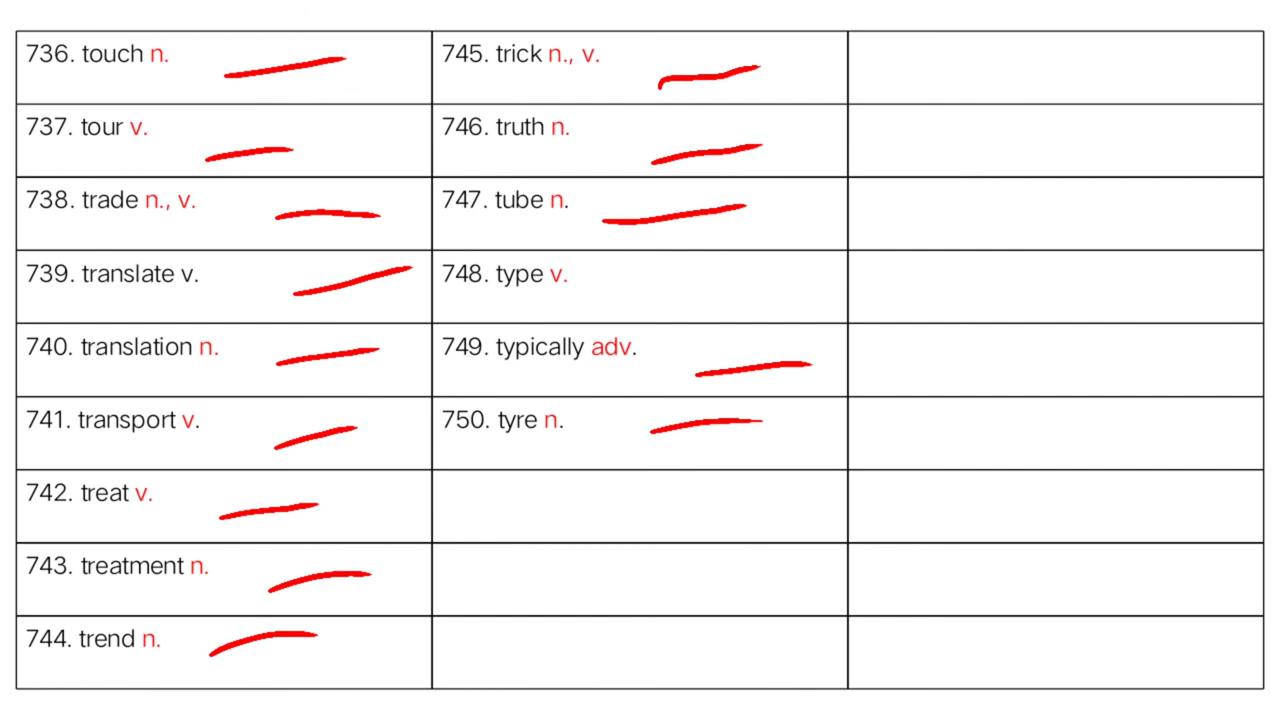 736. touch n.
737. tour v.
738. trade n., v.
739. translate v.
740. translation n.
741. transport v.
742. treat v.
743. treatment n.
744. trend n.
745. trick n., v.
746. truth n.
747. tube n.
748. type v.
749. typically adv.
750. tyre n.